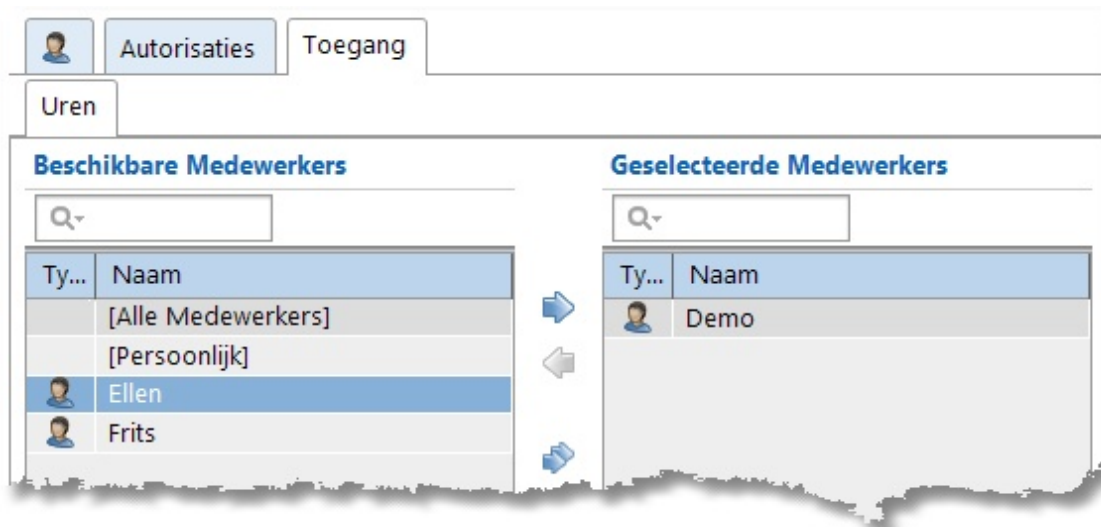 Autorisaties Toegang
Uren
Beschikbare Medewerkers
Ty... Naam
[Alle Medewerkers]
[Persoonlijk]
Ellen
Frits
Geselecteerde Medewerkers
Ty... Naam
Demo